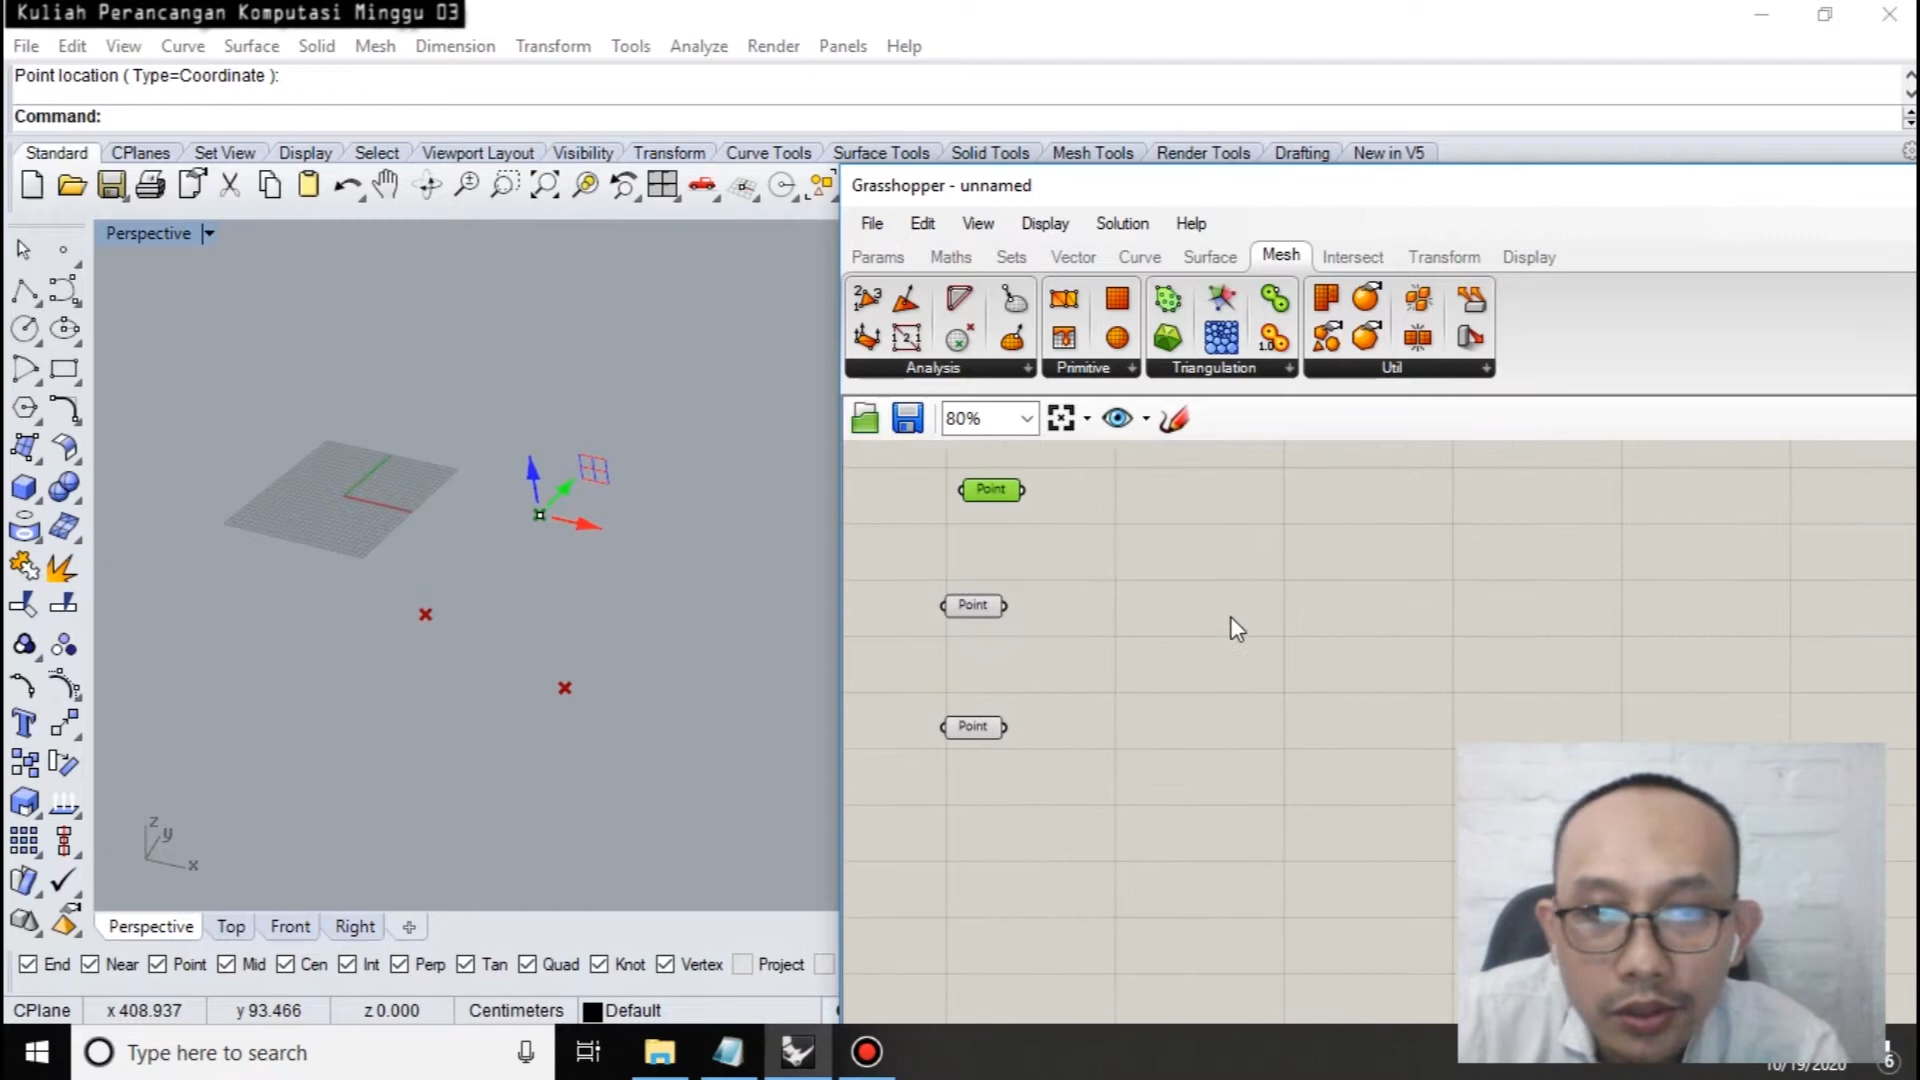 Kuliah Perancangan Komputasi Minggu 03
File Edit View Curve Surface Solid Mesh Dimension Transform Tools Analyze Render Panels Help
Point location ( Type=Coordinate ):
Command:
Standard CPlanes Set View Display Select Viewport Layout Visibility Transform Curve Tools Surface Tools Solid Tools Mesh Tools Render Tools Drafting New in V5
Grasshopper - unnamed
File Edit View Display Solution Help
Params Maths Sets Vector Curve Surface Mesh Intersect Transform Display
Analysis Primitive Triangulation Util
80%
Perspective
Point
Point
Point
z
y
x
Perspective Top Front Right
End Near Point Mid Cen Int Perp Tan Quad Knot Vertex Project
CPlane x 408.937 y 93.466 z 0.000 Centimeters Default
Type here to search
10/19/2020
6